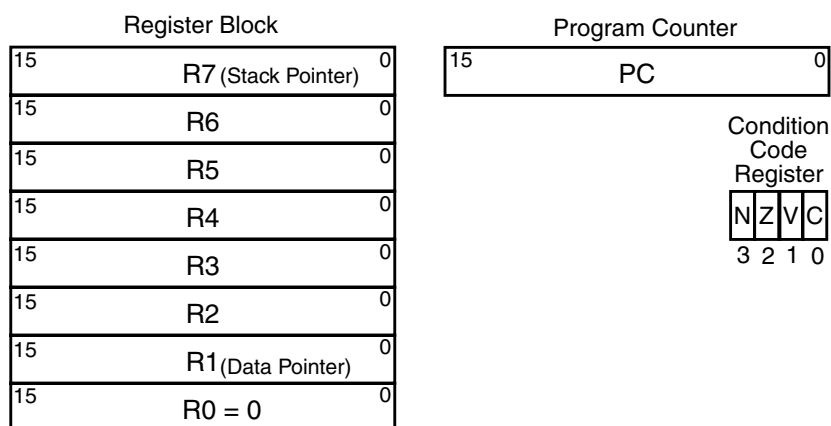 Register Block
15 R7 (Stack Pointer) 0
15 R6 0
15 R5 0
15 R4 0
15 R3 0
15 R2 0
15 R1 (Data Pointer) 0
15 R0 = 0 0
Program Counter
15 PC 0
Condition
Code
Register
N Z V C
3 2 1 0